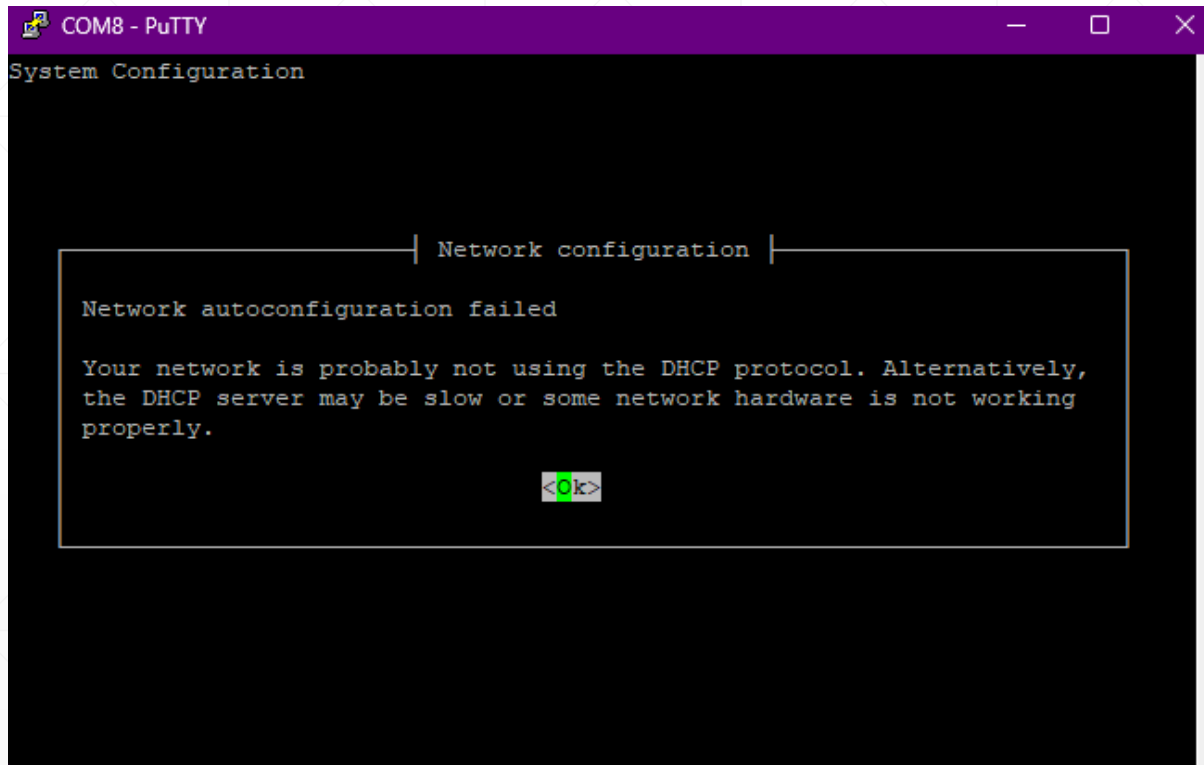 COM8 - PuTTY
System Configuration
Network configuration
Network autoconfiguration failed
Your network is probably not using the DHCP protocol. Alternatively,
the DHCP server may be slow or some network hardware is not working
properly.
<Ok>